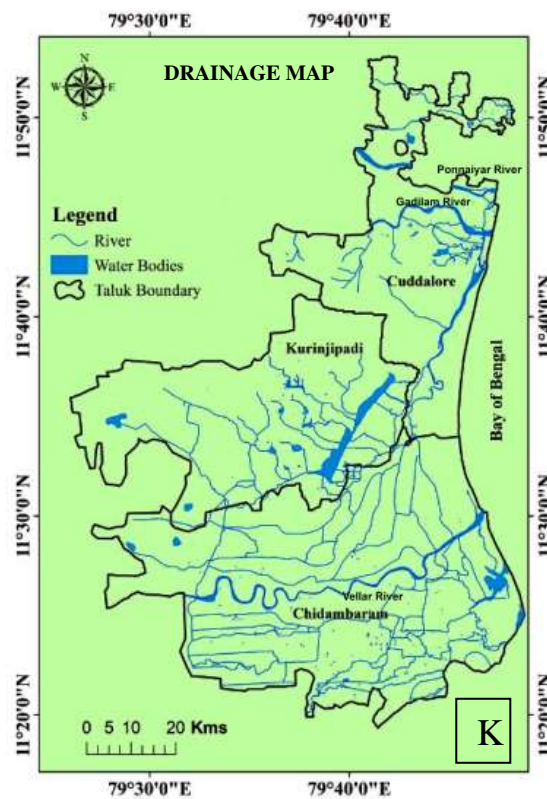 79°30'0"E 79°40'0"E
DRAINAGE MAP
N
W E
S
11°50'0"N 11°50'0"N
Ponnaiyar River
Gadilam River
Legend
River
Water Bodies
Taluk Boundary
Cuddalore
11°40'0"N 11°40'0"N
Kurinjipadi
Bay of Bengal
11°30'0"N 11°30'0"N
Vellar River
Chidambaram
11°20'0"N 11°20'0"N
0 5 10 20 Kms
K
79°30'0"E 79°40'0"E